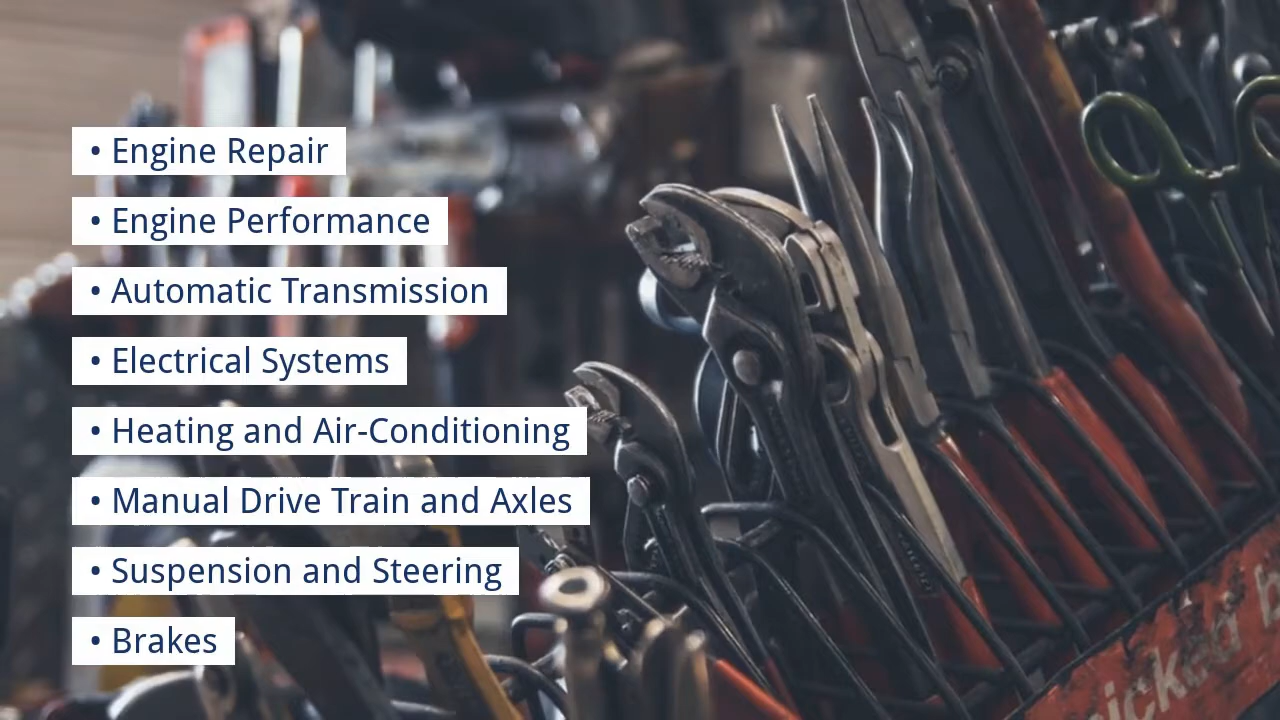 • Engine Repair
• Engine Performance
• Automatic Transmission
• Electrical Systems
• Heating and Air-Conditioning
• Manual Drive Train and Axles
• Suspension and Steering
• Brakes